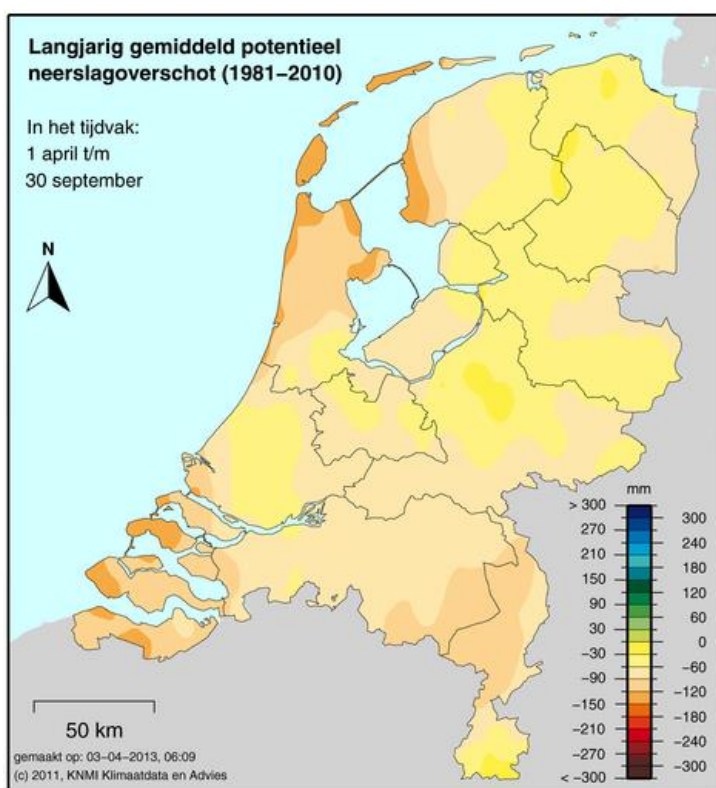 Langjarig gemiddeld potentieel
neerslagoverschot (1981–2010)
In het tijdvak:
1 april t/m
30 september
N
mm
> 300
300
270
240
210
180
150
120
90
60
30
0
−30
−60
−90
−120
−150
−180
−210
−240
−270
−300
< −300
50 km
gemaakt op: 03–04–2013, 06:09
(c) 2011, KNMI Klimaatdata en Advies